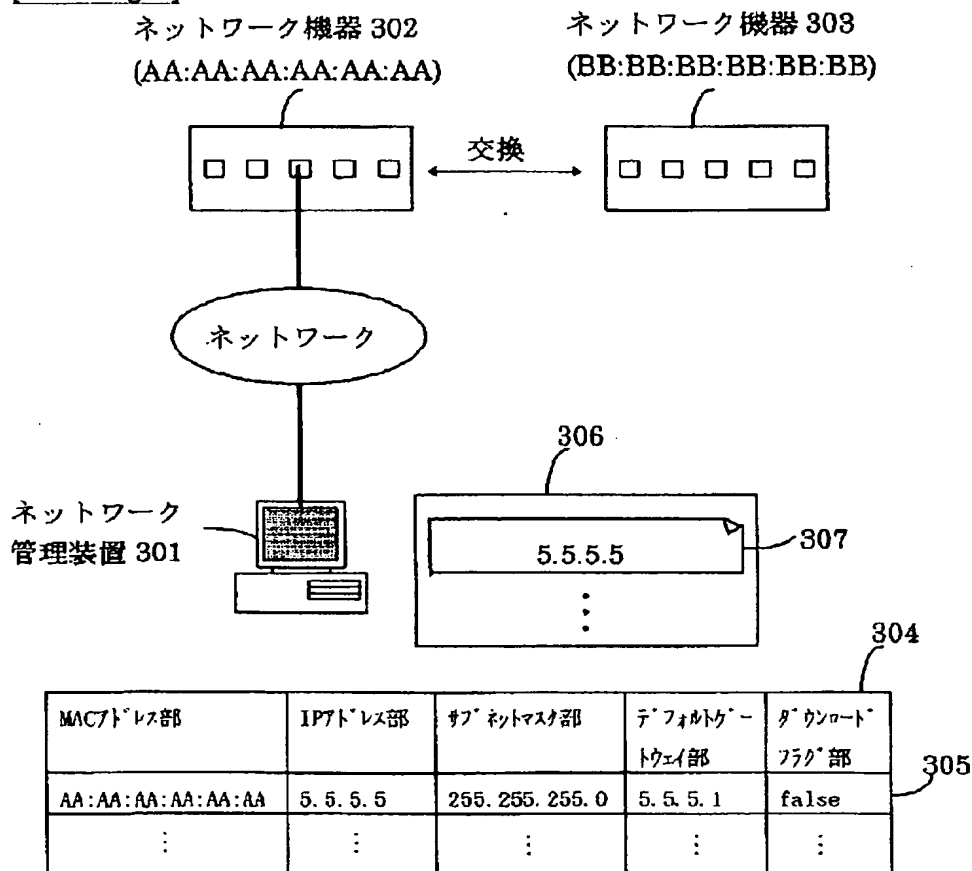 ネットワーク機器 302
(AA:AA:AA:AA:AA:AA)
ネットワーク機器 303
(BB:BB:BB:BB:BB:BB)
交換
ネットワーク
ネットワーク
管理装置 301
306
5.5.5.5
307
304
MACアドレス部 IPアドレス部 サブネットマスク部 デフォルトゲー ダウンロード
トウェイ部 フラグ部
305
AA:AA:AA:AA:AA:AA 5.5.5.5 255.255.255.0 5.5.5.1 false